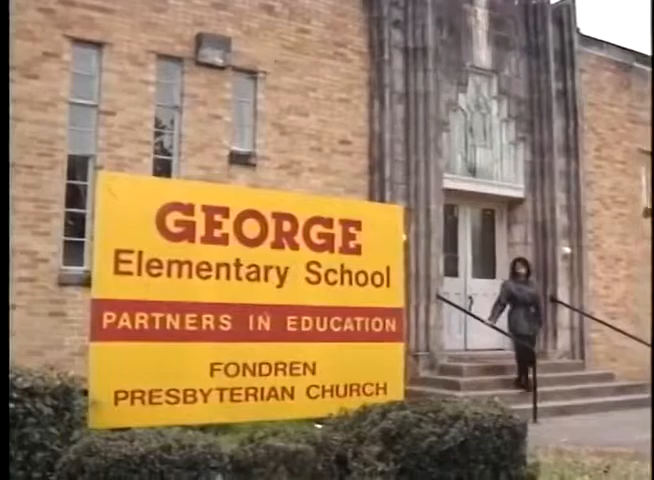 GEORGE
Elementary School
PARTNERS IN EDUCATION
FONDREN
PRESBYTERIAN CHURCH